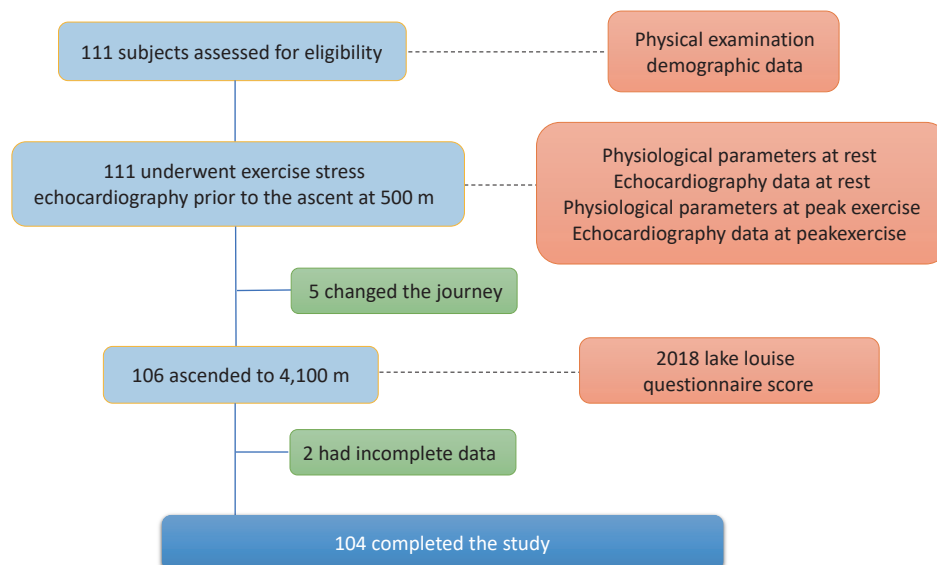 111 subjects assessed for eligibility
Physical examination
demographic data
111 underwent exercise stress
echocardiography prior to the ascent at 500 m
Physiological parameters at rest
Echocardiography data at rest
Physiological parameters at peak exercise
Echocardiography data at peakexercise
5 changed the journey
106 ascended to 4,100 m
2018 lake louise
questionnaire score
2 had incomplete data
104 completed the study